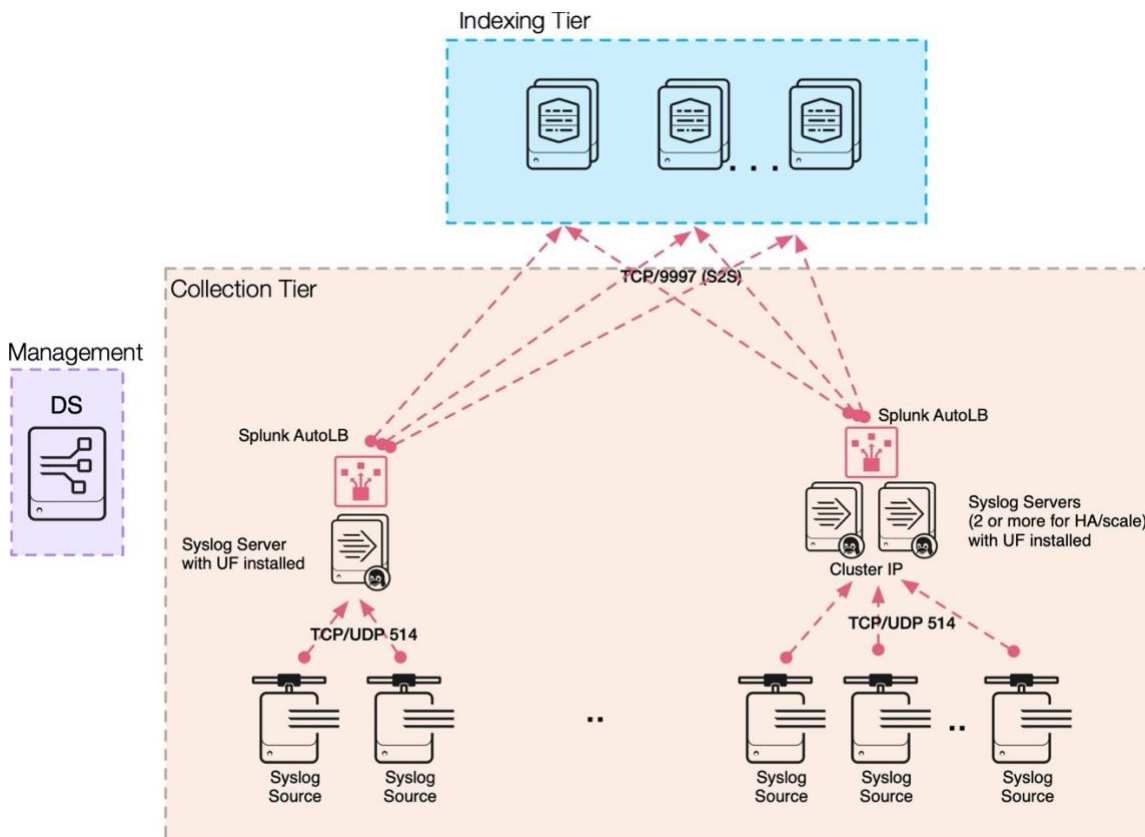 Indexing Tier
. . .
TCP/9997 (S2S)
Collection Tier
Management
DS
Splunk AutoLB
Splunk AutoLB
Syslog Server
with UF installed
Syslog Servers
(2 or more for HA/scale)
with UF installed
Cluster IP
TCP/UDP 514
TCP/UDP 514
..
..
Syslog
Source
Syslog
Source
Syslog
Source
Syslog
Source
Syslog
Source